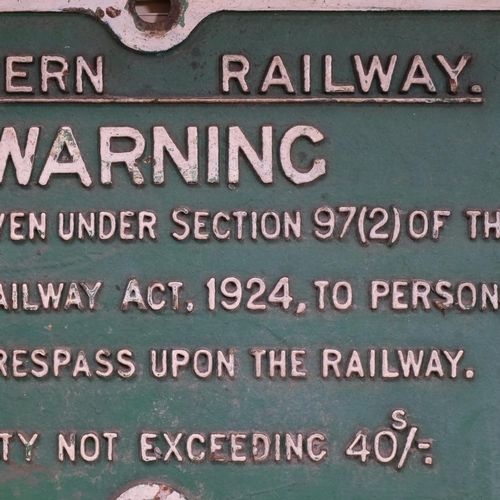 ERN RAILWAY.
WARNING
VEN UNDER SECTION 97(2) OF TH
AILWAY ACT, 1924, TO PERSON
RESPASS UPON THE RAILWAY.
TY NOT EXCEEDING 40S/-.